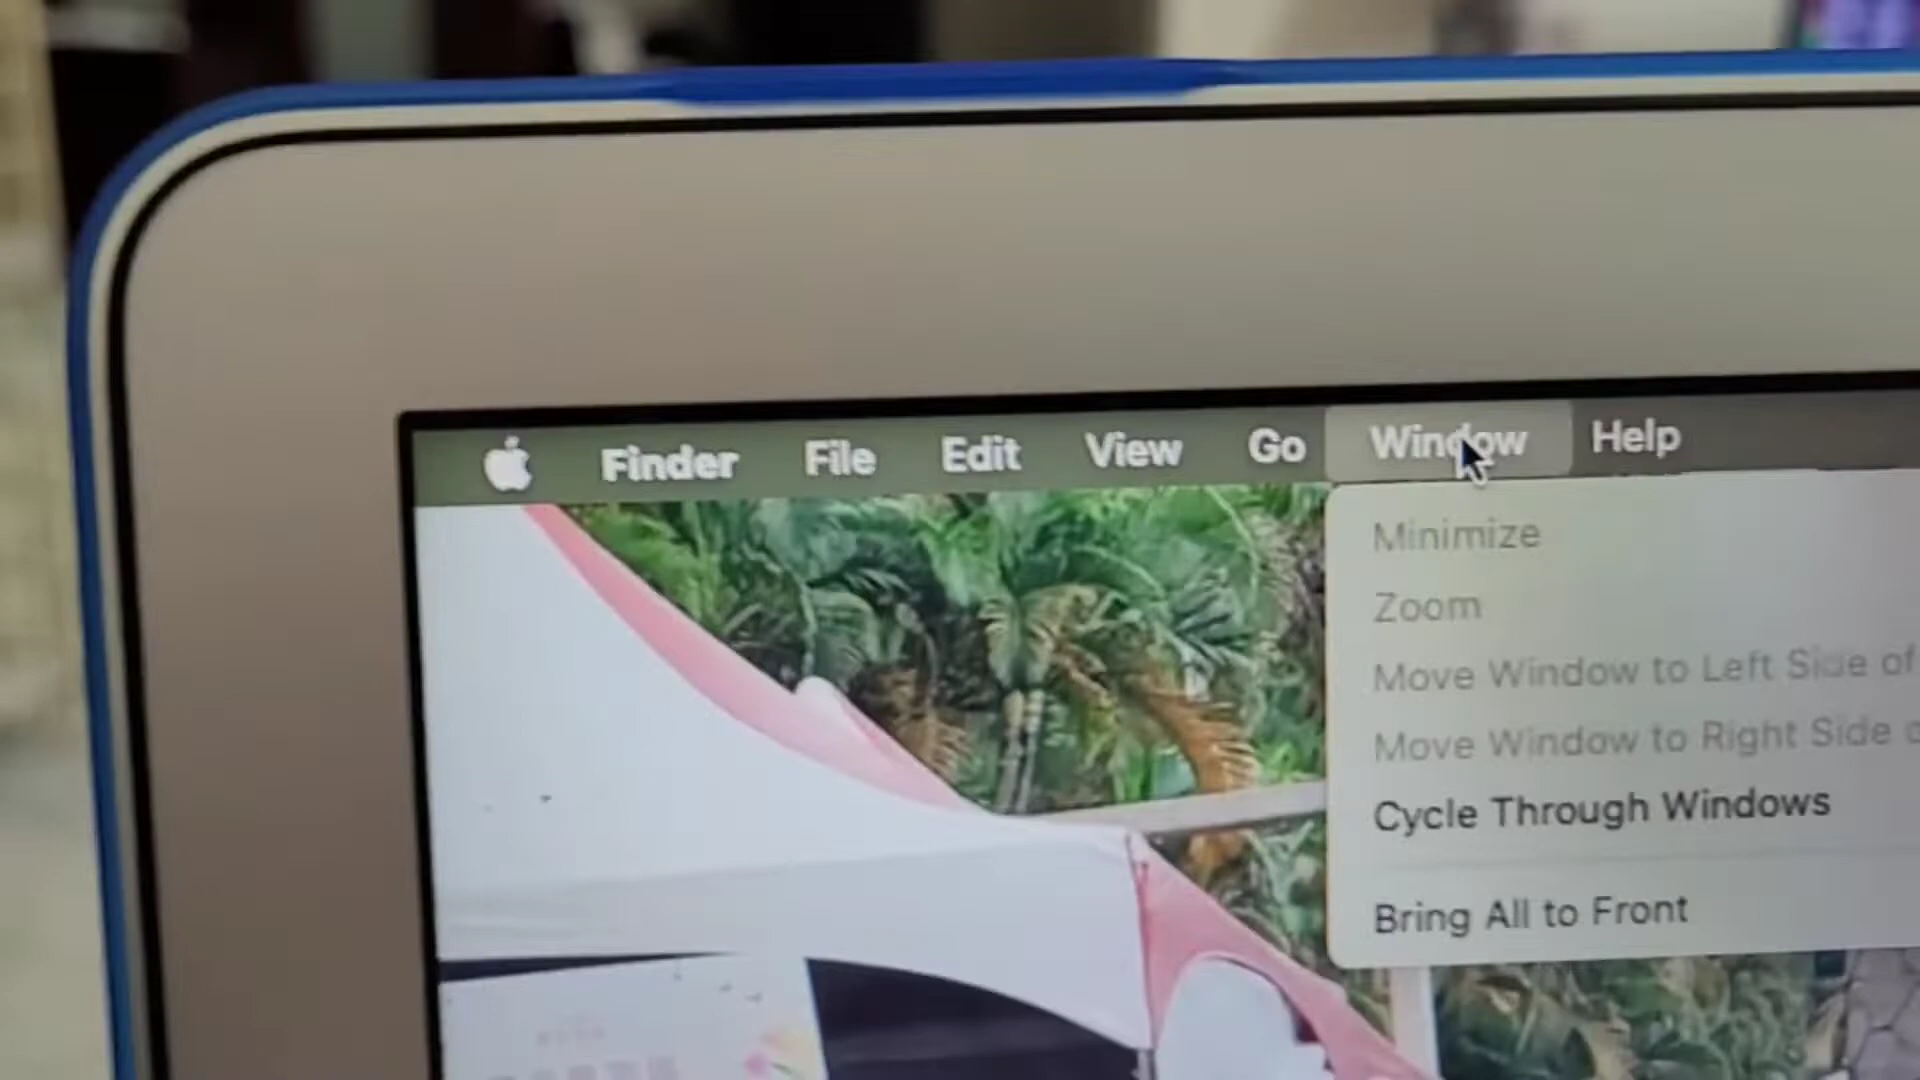 Finder File Edit View Go Window Help
Minimize
Zoom
Move Window to Left Side of
Move Window to Right Side
Cycle Through Windows
Bring All to Front